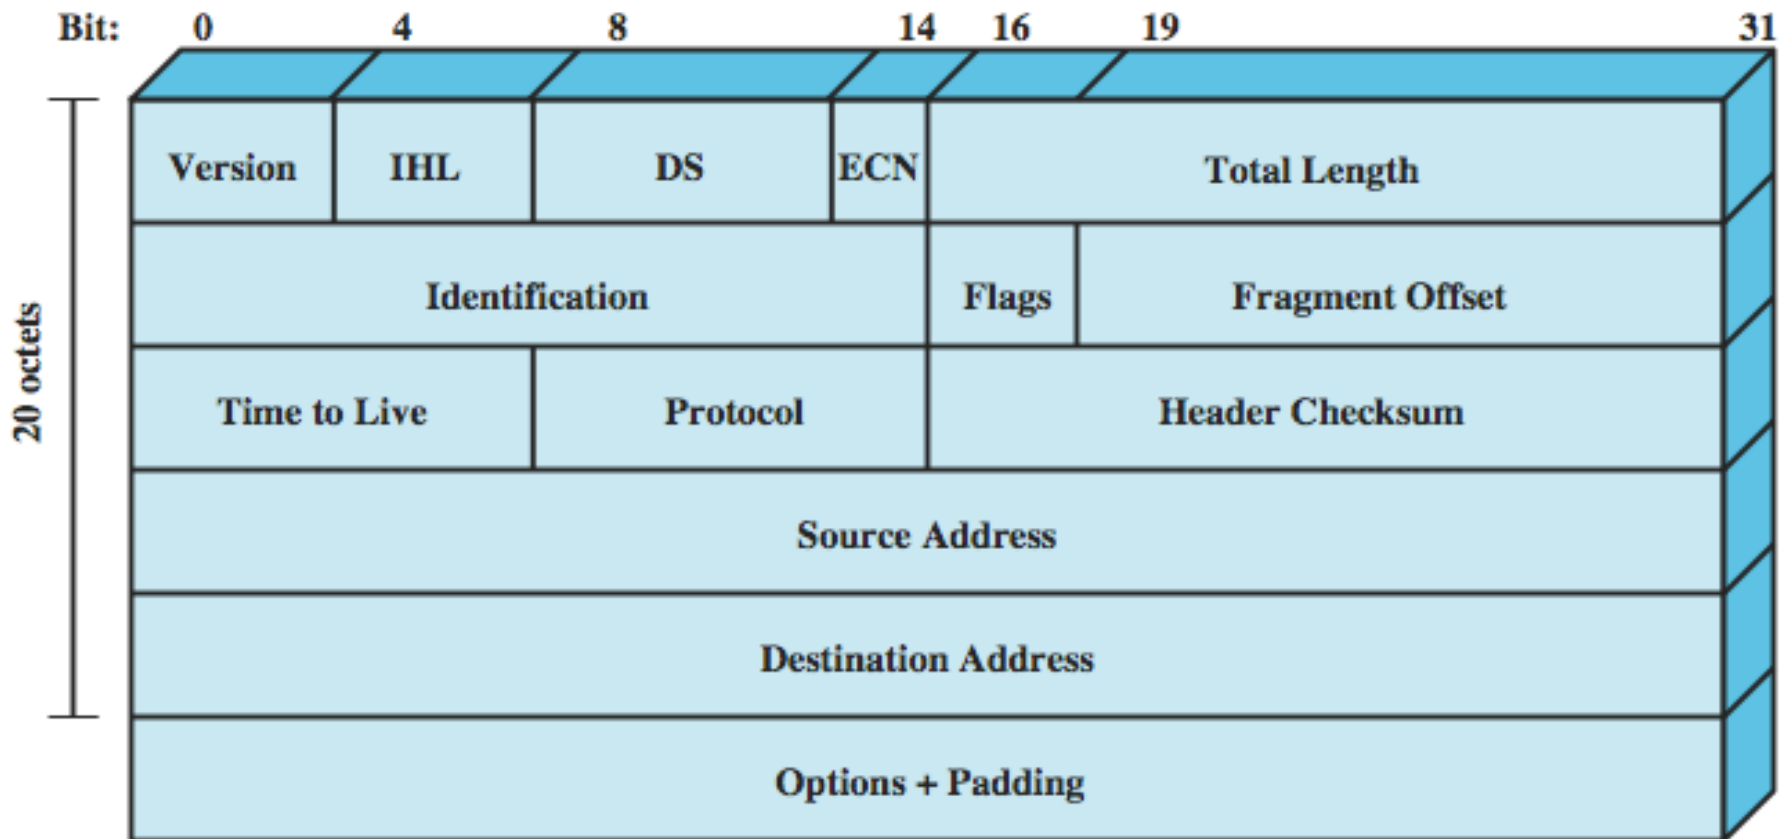 Bit: 0 4 8 14 16 19 31
Version IHL DS ECN Total Length
Identification Flags Fragment Offset
Time to Live Protocol Header Checksum
20 octets
Source Address
Destination Address
Options + Padding